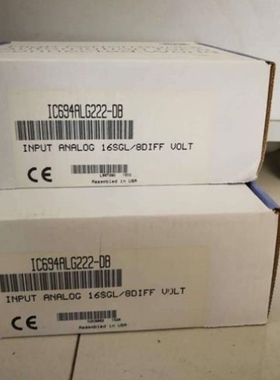 IC694ALG222-DB
INPUT ANALOG 16SGL/8DIFF VOLT
CE
Assembled in USA
IC694ALG222-DB
INPUT ANALOG 16SGL/8DIFF VOLT
CE
Assembled in USA